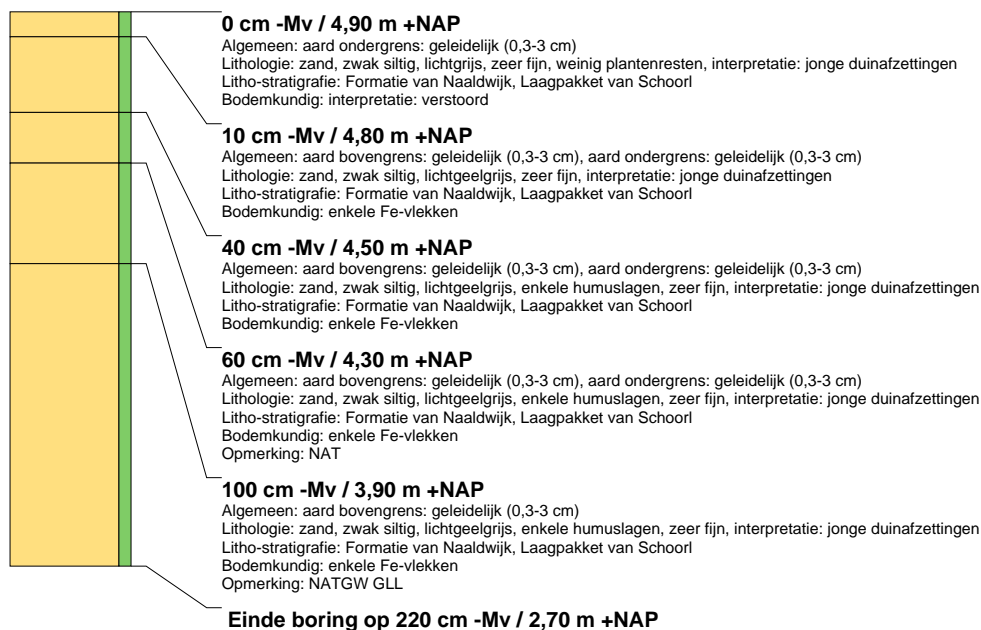 0 cm -Mv / 4,90 m +NAP
Algemeen: aard ondergrens: geleidelijk (0,3-3 cm)
Lithologie: zand, zwak siltig, lichtgrijs, zeer fijn, weinig plantenresten, interpretatie: jonge duinafzettingen
Litho-stratigrafie: Formatie van Naaldwijk, Laagpakket van Schoorl
Bodemkundig: interpretatie: verstoord
10 cm -Mv / 4,80 m +NAP
Algemeen: aard bovengrens: geleidelijk (0,3-3 cm), aard ondergrens: geleidelijk (0,3-3 cm)
Lithologie: zand, zwak siltig, lichtgeelgrijs, zeer fijn, interpretatie: jonge duinafzettingen
Litho-stratigrafie: Formatie van Naaldwijk, Laagpakket van Schoorl
Bodemkundig: enkele Fe-vlekken
40 cm -Mv / 4,50 m +NAP
Algemeen: aard bovengrens: geleidelijk (0,3-3 cm), aard ondergrens: geleidelijk (0,3-3 cm)
Lithologie: zand, zwak siltig, lichtgeelgrijs, enkele humuslagen, zeer fijn, interpretatie: jonge duinafzettingen
Litho-stratigrafie: Formatie van Naaldwijk, Laagpakket van Schoorl
Bodemkundig: enkele Fe-vlekken
60 cm -Mv / 4,30 m +NAP
Algemeen: aard bovengrens: geleidelijk (0,3-3 cm), aard ondergrens: geleidelijk (0,3-3 cm)
Lithologie: zand, zwak siltig, lichtgeelgrijs, enkele humuslagen, zeer fijn, interpretatie: jonge duinafzettingen
Litho-stratigrafie: Formatie van Naaldwijk, Laagpakket van Schoorl
Bodemkundig: enkele Fe-vlekken
Opmerking: NAT
100 cm -Mv / 3,90 m +NAP
Algemeen: aard bovengrens: geleidelijk (0,3-3 cm)
Lithologie: zand, zwak siltig, lichtgeelgrijs, enkele humuslagen, zeer fijn, interpretatie: jonge duinafzettingen
Litho-stratigrafie: Formatie van Naaldwijk, Laagpakket van Schoorl
Bodemkundig: enkele Fe-vlekken
Opmerking: NATGW GLL
Einde boring op 220 cm -Mv / 2,70 m +NAP